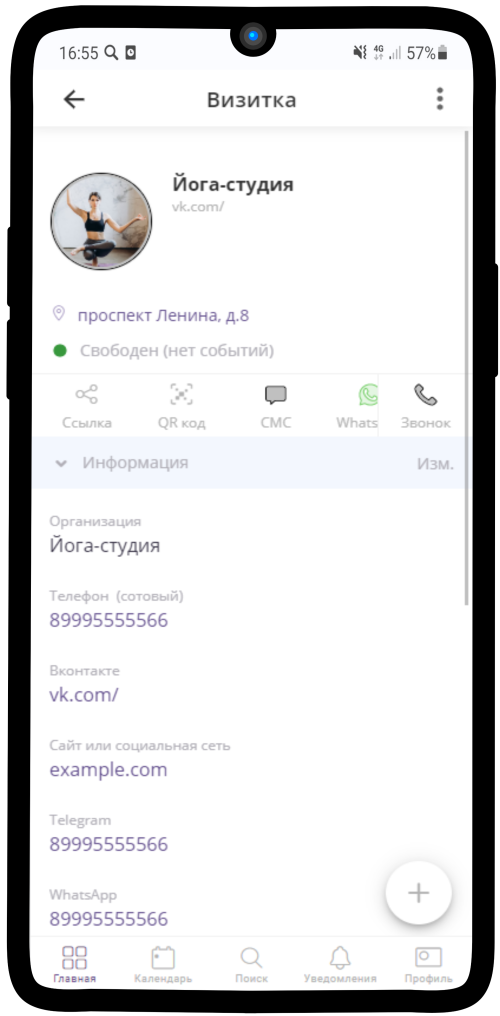 16:55 4G 57%
Визитка
Йога-студия
vk.com/
проспект Ленина, д.8
Свободен (нет событий)
Ссылка QR код СМС Whats Звонок
Информация Изм.
Организация
Йога-студия
Телефон (сотовый)
89995555566
Вконтакте
vk.com/
Сайт или социальная сеть
example.com
Telegram
89995555566
WhatsApp
89995555566
Главная Календарь Поиск Уведомления Профиль